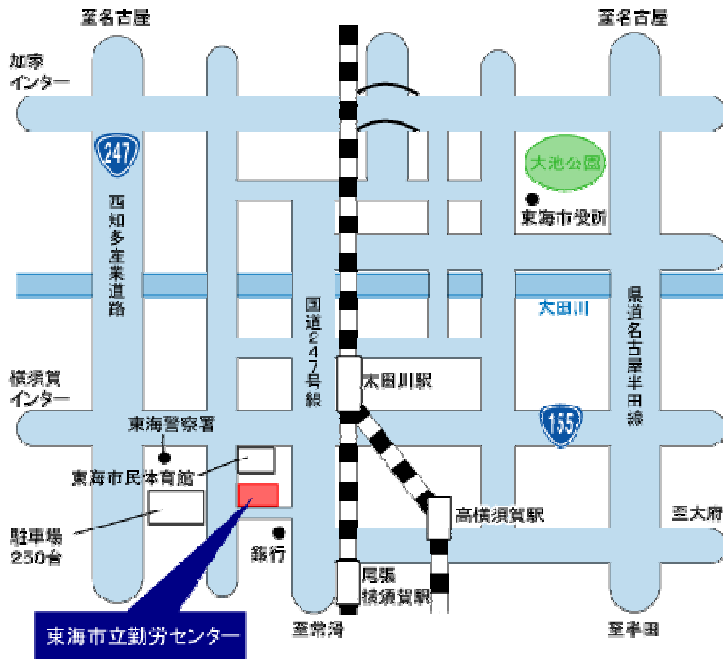 至名古屋
至名古屋
加家
インター
247
大池公園
東海市役所
西知多産業道路
国道247号線
大田川
県道名古屋半田線
横須賀
インター
太田川駅
155
東海警察署
東海市民体育館
高横須賀駅
至大府
駐車場
250台
銀行
尾張
横須賀駅
東海市立勤労センター
至常滑
至半田